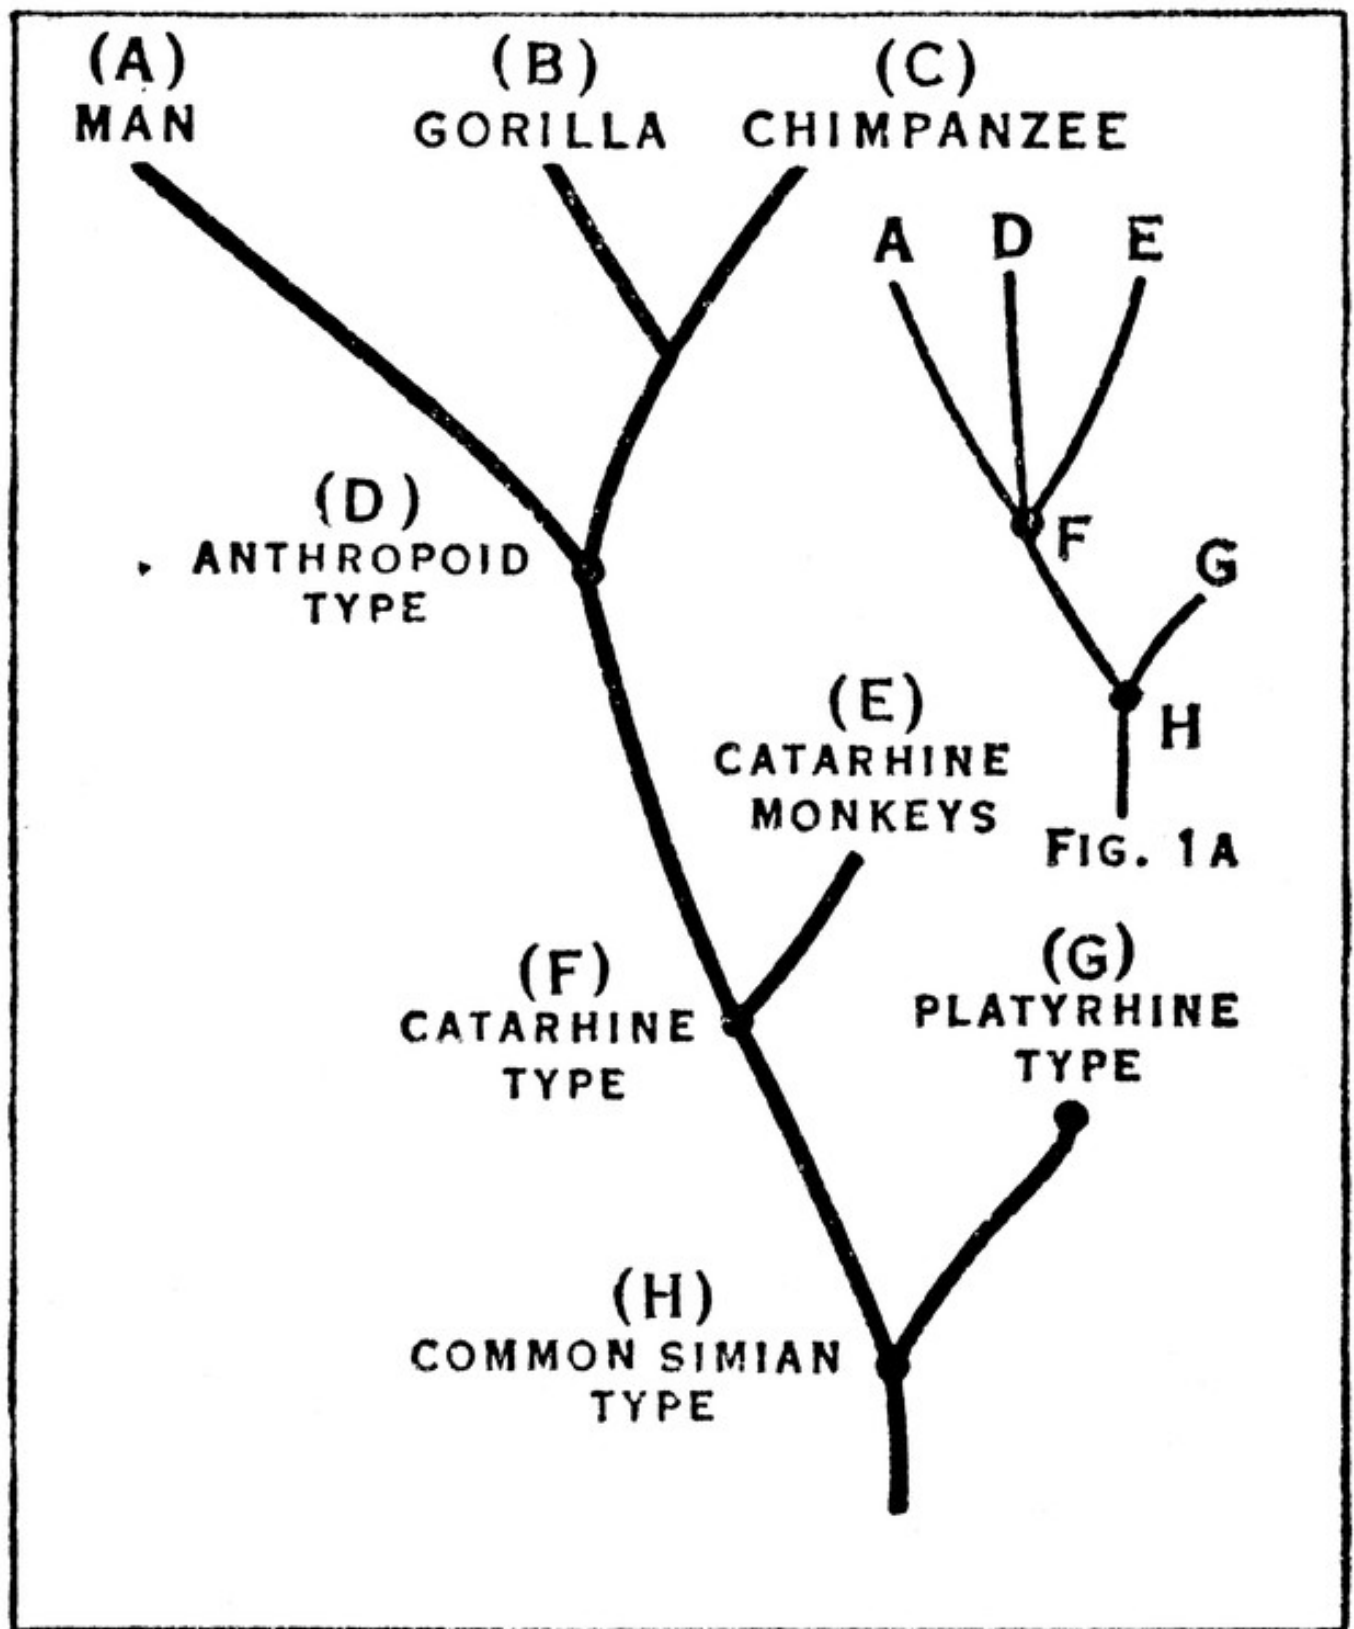 (A)
MAN
(B)
GORILLA
(C)
CHIMPANZEE
A D E
F
G
H
FIG. 1A
(D)
ANTHROPOID
TYPE
(E)
CATARHINE
MONKEYS
(F)
CATARHINE
TYPE
(G)
PLATYRHINE
TYPE
(H)
COMMON SIMIAN
TYPE